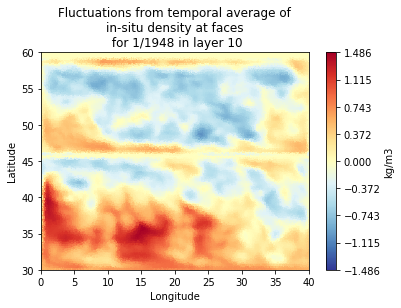 Fluctuations from temporal average of
in-situ density at faces
for 1/1948 in layer 10
60
55
50
45
40
35
30
Latitude
0 5 10 15 20 25 30 35 40
Longitude
1.486
1.115
0.743
0.372
0.000
−0.372
−0.743
−1.115
−1.486
kg/m3